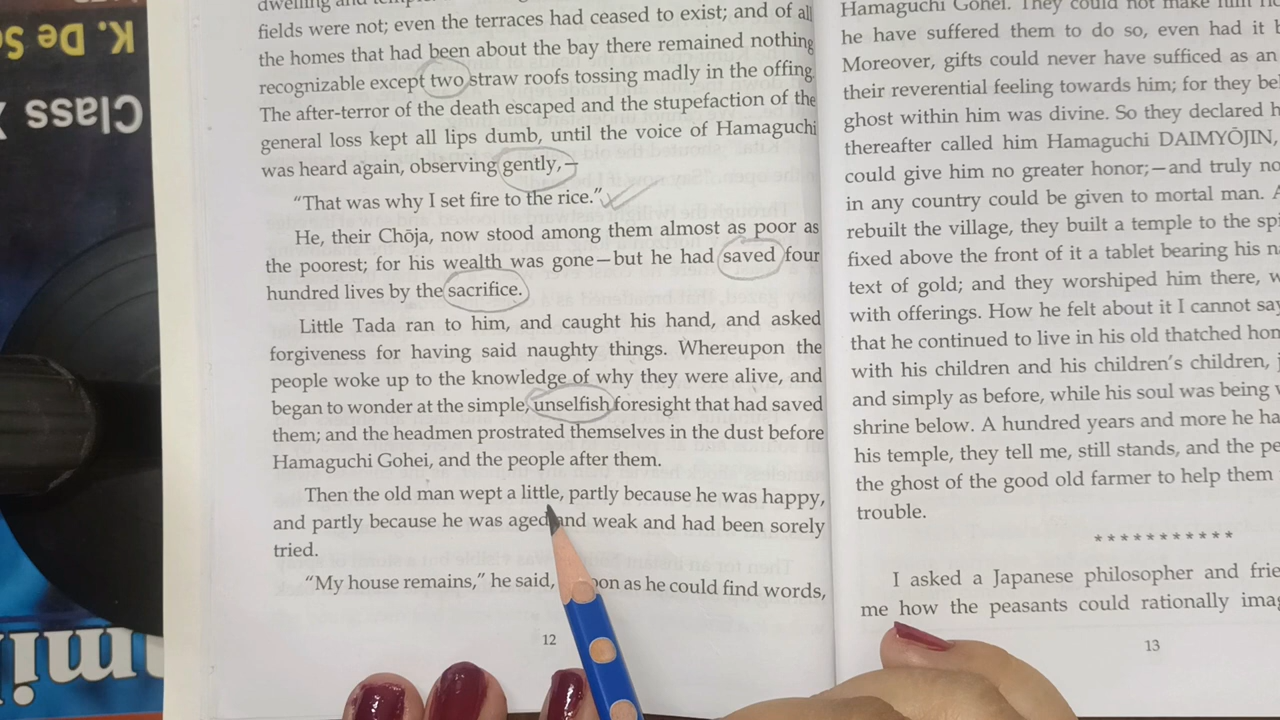 dwelling and
fields were not; even the terraces had ceased to exist; and of all
the homes that had been about the bay there remained nothing
recognizable except two straw roofs tossing madly in the offing.
The after-terror of the death escaped and the stupefaction of the
general loss kept all lips dumb, until the voice of Hamaguchi
was heard again, observing gently,—
“That was why I set fire to the rice.”
He, their Chōja, now stood among them almost as poor as
the poorest; for his wealth was gone—but he had saved four
hundred lives by the sacrifice.
Little Tada ran to him, and caught his hand, and asked
forgiveness for having said naughty things. Whereupon the
people woke up to the knowledge of why they were alive, and
began to wonder at the simple, unselfish foresight that had saved
them; and the headmen prostrated themselves in the dust before
Hamaguchi Gohei, and the people after them.
Then the old man wept a little, partly because he was happy,
and partly because he was aged and weak and had been sorely
tried.
“My house remains,” he said, as he could find words,
12
Hamaguchi Gohei. They could not make him
he have suffered them to do so, even had it
Moreover, gifts could never have sufficed as an
their reverential feeling towards him; for they be
ghost within him was divine. So they declared h
thereafter called him Hamaguchi DAIMYŌJIN,
could give him no greater honor;—and truly no
in any country could be given to mortal man. A
rebuilt the village, they built a temple to the sp
fixed above the front of it a tablet bearing his n
text of gold; and they worshiped him there, w
with offerings. How he felt about it I cannot say
that he continued to live in his old thatched hom
with his children and his children’s children, j
and simply as before, while his soul was being w
shrine below. A hundred years and more he ha
his temple, they tell me, still stands, and the pe
the ghost of the good old farmer to help them
trouble.
***********
I asked a Japanese philosopher and frie
me how the peasants could rationally imag
13
K. De S
Class X